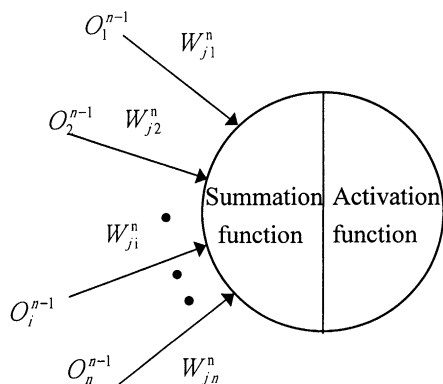 O_1^{n-1} W_{j1}^n
O_2^{n-1} W_{j2}^n
Summation Activation
function function
W_{ji}^n
O_i^{n-1}
O_n^{n-1} W_{jn}^n